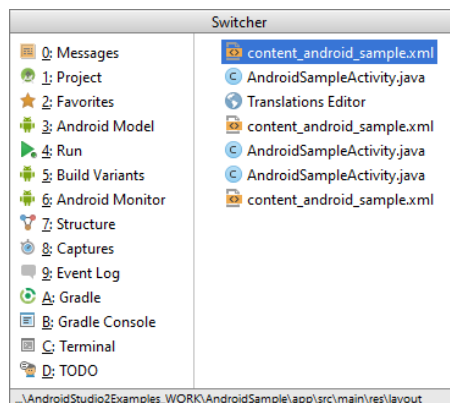 Switcher
0: Messages
1: Project
2: Favorites
3: Android Model
4: Run
5: Build Variants
6: Android Monitor
7: Structure
8: Captures
9: Event Log
A: Gradle
B: Gradle Console
C: Terminal
D: TODO
content_android_sample.xml
AndroidSampleActivity.java
Translations Editor
content_android_sample.xml
AndroidSampleActivity.java
AndroidSampleActivity.java
content_android_sample.xml
...\AndroidStudio2Examples_WORK\AndroidSample\app\src\main\res\layout